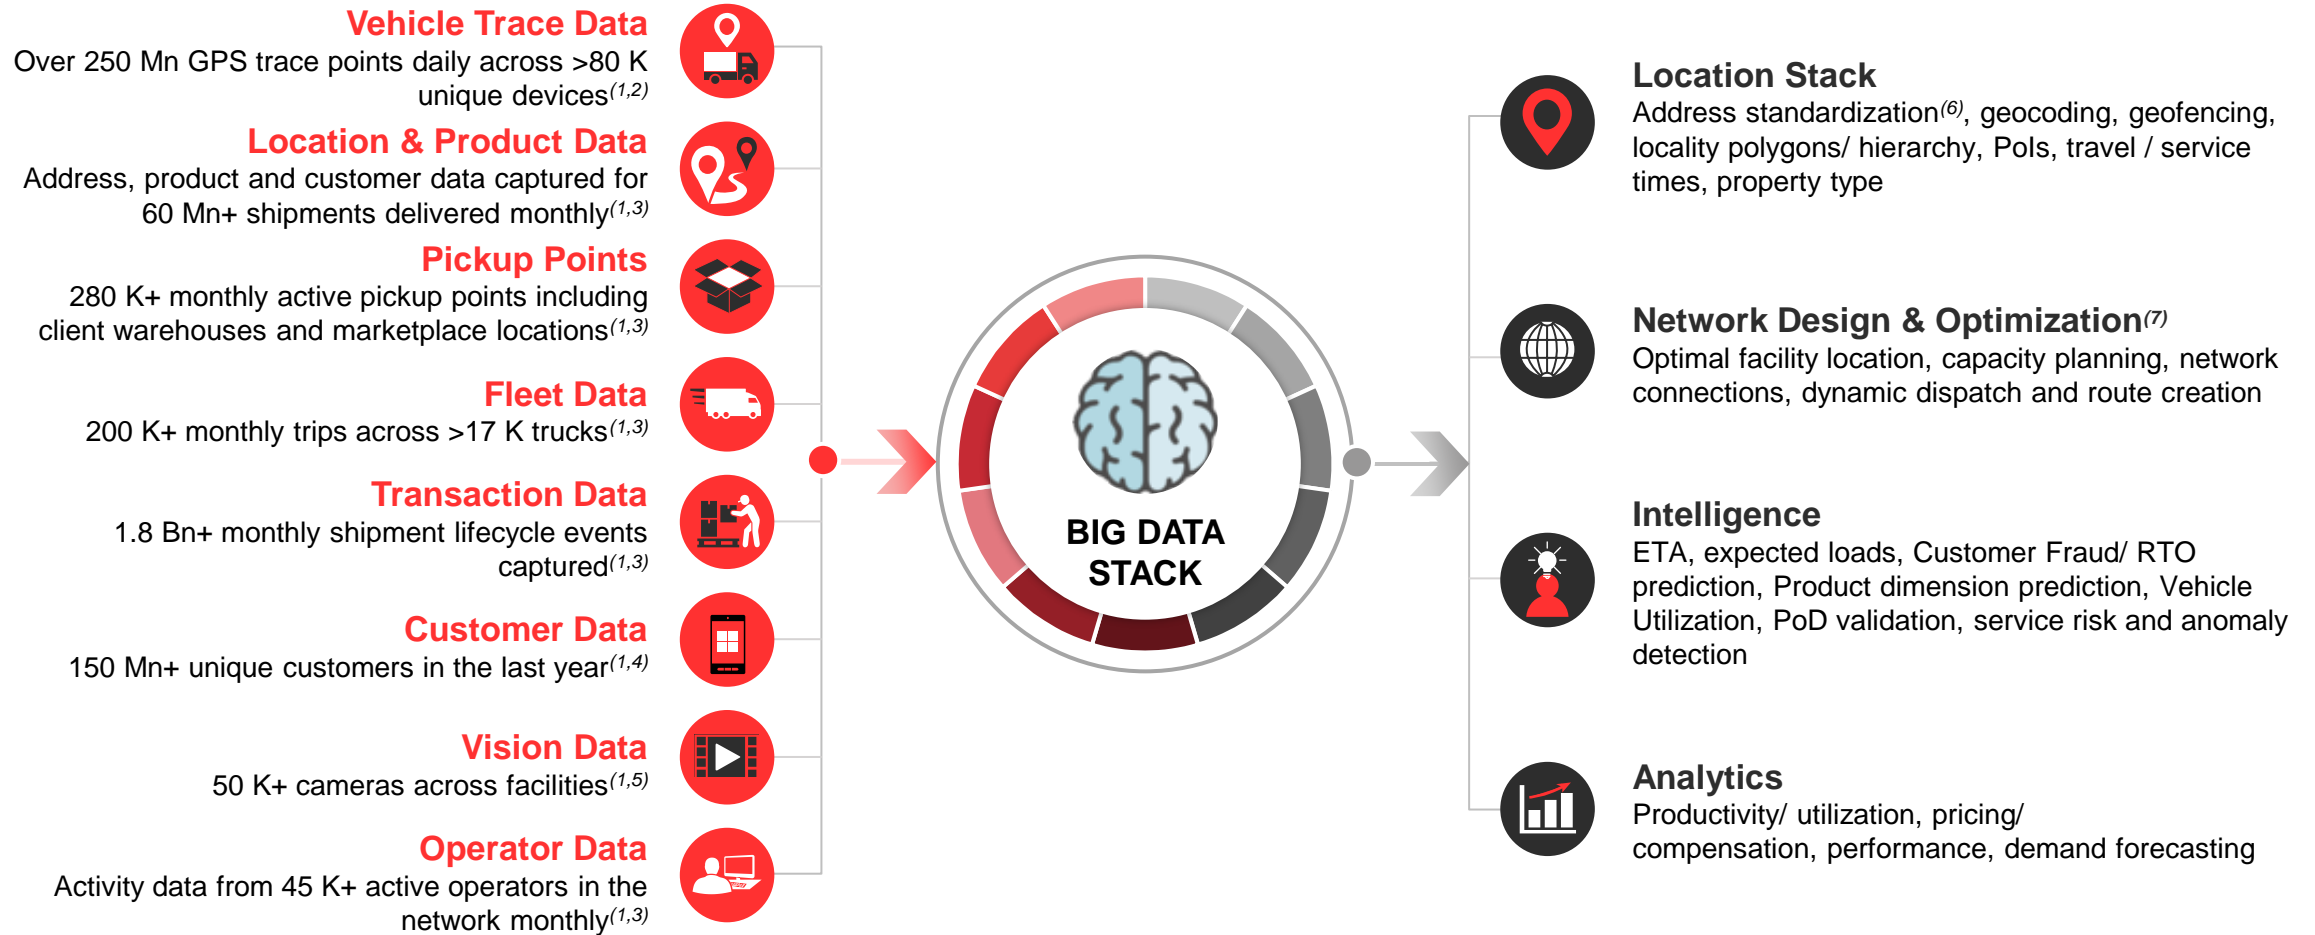 Vehicle Trace Data
Over 250 Mn GPS trace points daily across >80 K
unique devices(1,2)
Location & Product Data
Address, product and customer data captured for
60 Mn+ shipments delivered monthly(1,3)
Pickup Points
280 K+ monthly active pickup points including
client warehouses and marketplace locations(1,3)
Fleet Data
200 K+ monthly trips across >17 K trucks(1,3)
Transaction Data
1.8 Bn+ monthly shipment lifecycle events
captured(1,3)
Customer Data
150 Mn+ unique customers in the last year(1,4)
Vision Data
50 K+ cameras across facilities(1,5)
Operator Data
Activity data from 45 K+ active operators in the
network monthly(1,3)
BIG DATA
STACK
Location Stack
Address standardization(6), geocoding, geofencing,
locality polygons/ hierarchy, PoIs, travel / service
times, property type
Network Design & Optimization(7)
Optimal facility location, capacity planning, network
connections, dynamic dispatch and route creation
Intelligence
ETA, expected loads, Customer Fraud/ RTO
prediction, Product dimension prediction, Vehicle
Utilization, PoD validation, service risk and anomaly
detection
Analytics
Productivity/ utilization, pricing/
compensation, performance, demand forecasting